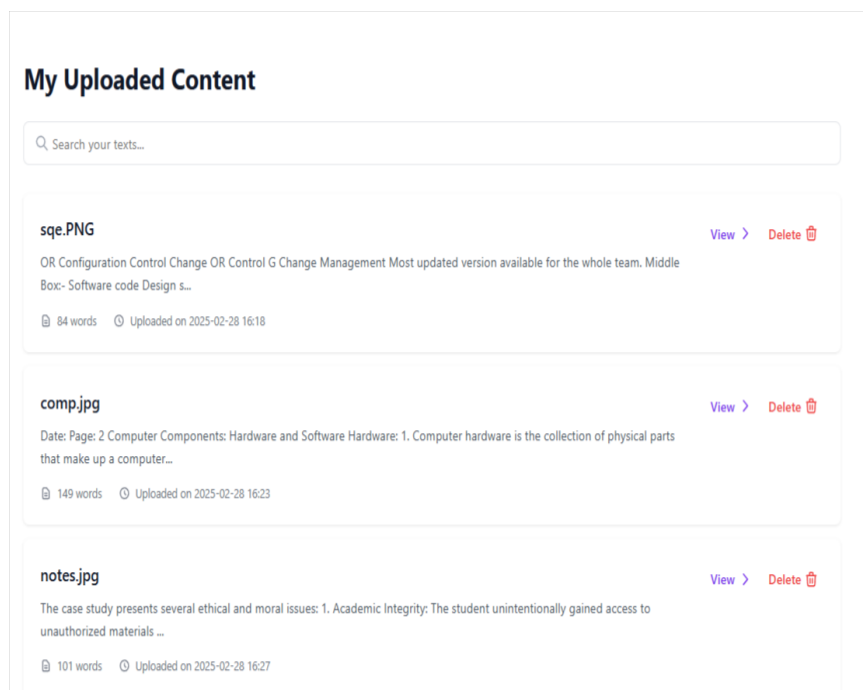 My Uploaded Content
Search your texts...
sqe.PNG
View
Delete
OR Configuration Control Change OR Control G Change Management Most updated version available for the whole team. Middle
Box:- Software code Design s...
84 words
Uploaded on 2025-02-28 16:18
comp.jpg
View
Delete
Date: Page: 2 Computer Components: Hardware and Software Hardware: 1. Computer hardware is the collection of physical parts
that make up a computer...
149 words
Uploaded on 2025-02-28 16:23
notes.jpg
View
Delete
The case study presents several ethical and moral issues: 1. Academic Integrity: The student unintentionally gained access to
unauthorized materials ...
101 words
Uploaded on 2025-02-28 16:27